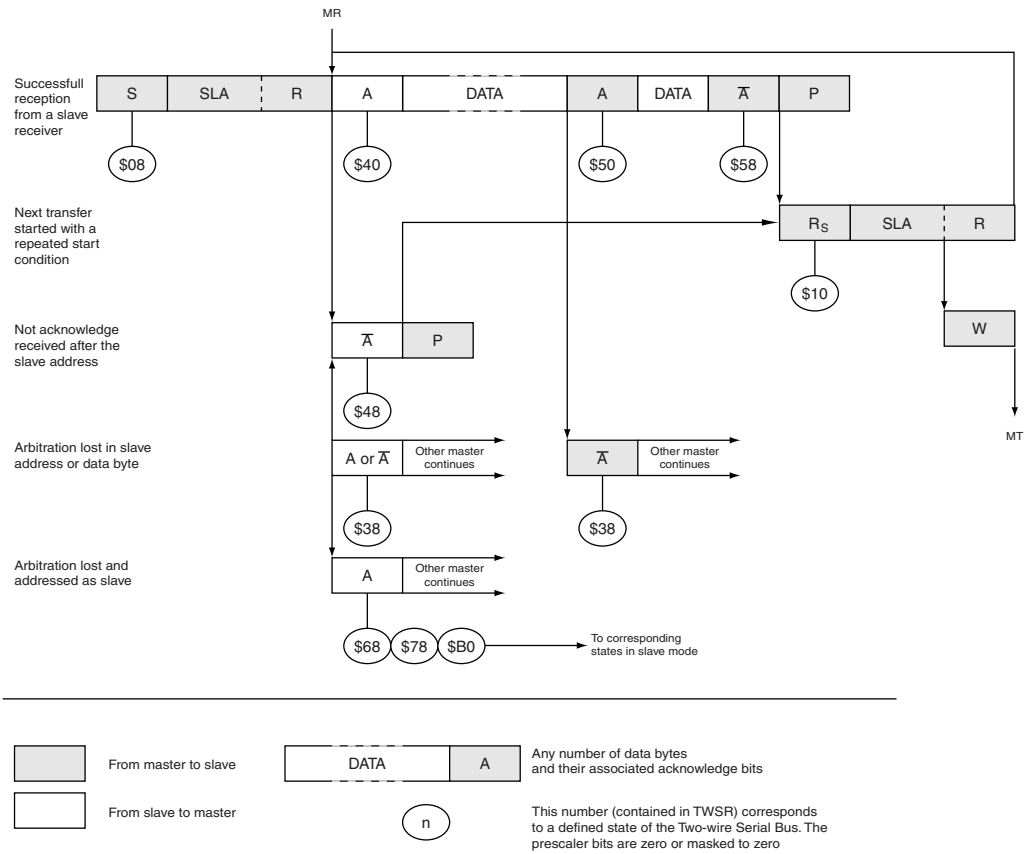 MR
Successfull
reception
from a slave
receiver
S SLA R A DATA A DATA A̅ P
$08 $40 $50 $58
Next transfer
started with a
repeated start
condition
RS SLA R
$10
Not acknowledge
received after the
slave address
A̅ P
W
$48
MT
Arbitration lost in slave
address or data byte
A or A̅
Other master
continues
A̅
Other master
continues
$38 $38
Arbitration lost and
addressed as slave
A
Other master
continues
$68 $78 $B0
To corresponding
states in slave mode
From master to slave
DATA A
Any number of data bytes
and their associated acknowledge bits
From slave to master
n
This number (contained in TWSR) corresponds
to a defined state of the Two-wire Serial Bus. The
prescaler bits are zero or masked to zero